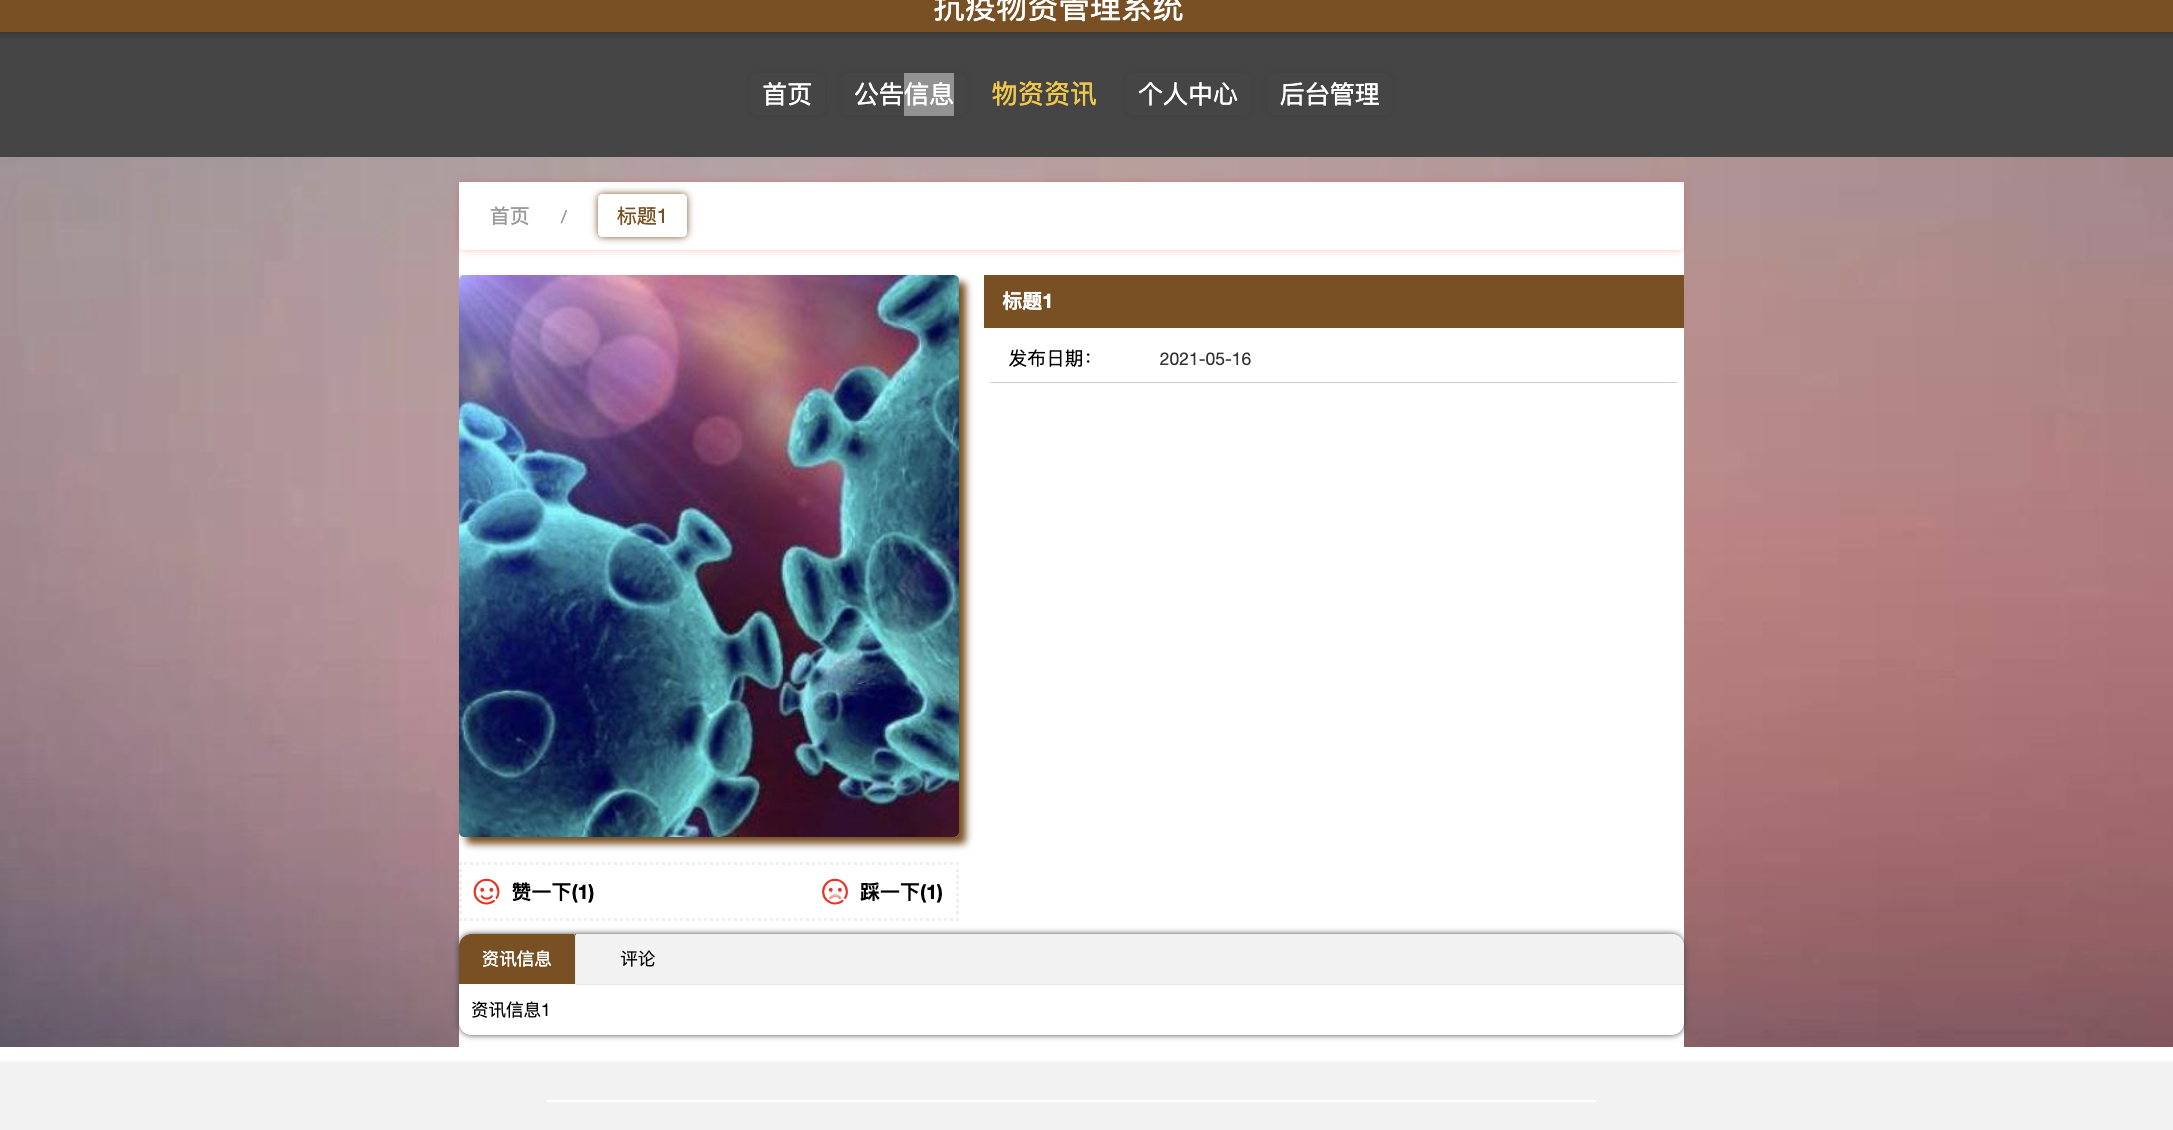 抗疫物资管理系统
首页 公告信息 物资资讯 个人中心 后台管理
首页 / 标题1
标题1
发布日期: 2021-05-16
赞一下(1) 踩一下(1)
资讯信息 评论
资讯信息1